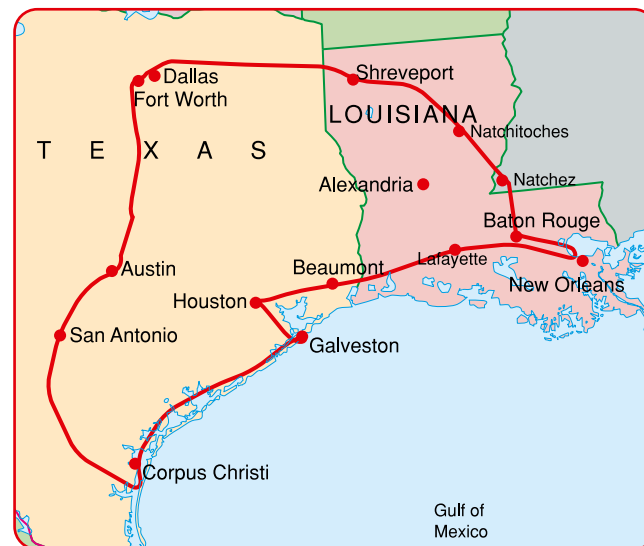 Dallas
Shreveport
Fort Worth
LOUISIANA
Natchitoches
TEXAS
Alexandria
Natchez
Baton Rouge
Austin
Lafayette
Beaumont
New Orleans
Houston
San Antonio
Galveston
Corpus Christi
Gulf of
Mexico